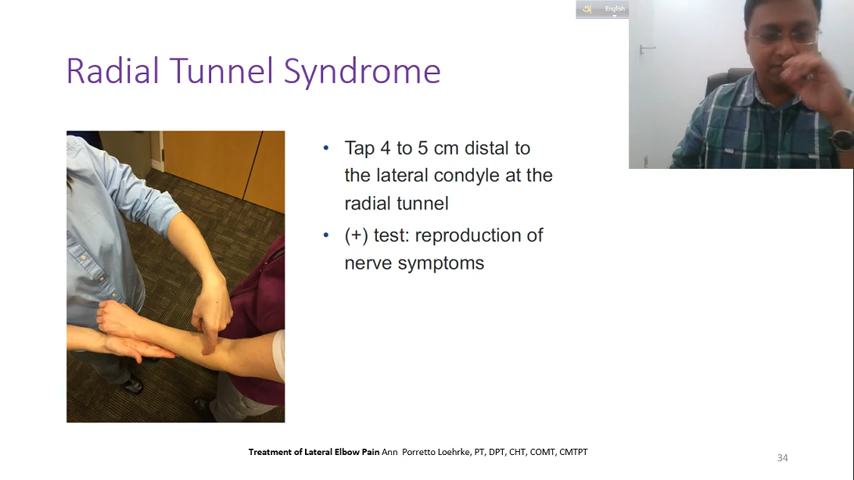 English
Radial Tunnel Syndrome
• Tap 4 to 5 cm distal to
the lateral condyle at the
radial tunnel
• (+) test: reproduction of
nerve symptoms
Treatment of Lateral Elbow Pain Ann Porretto Loehrke, PT, DPT, CHT, COMT, CMTPT
34